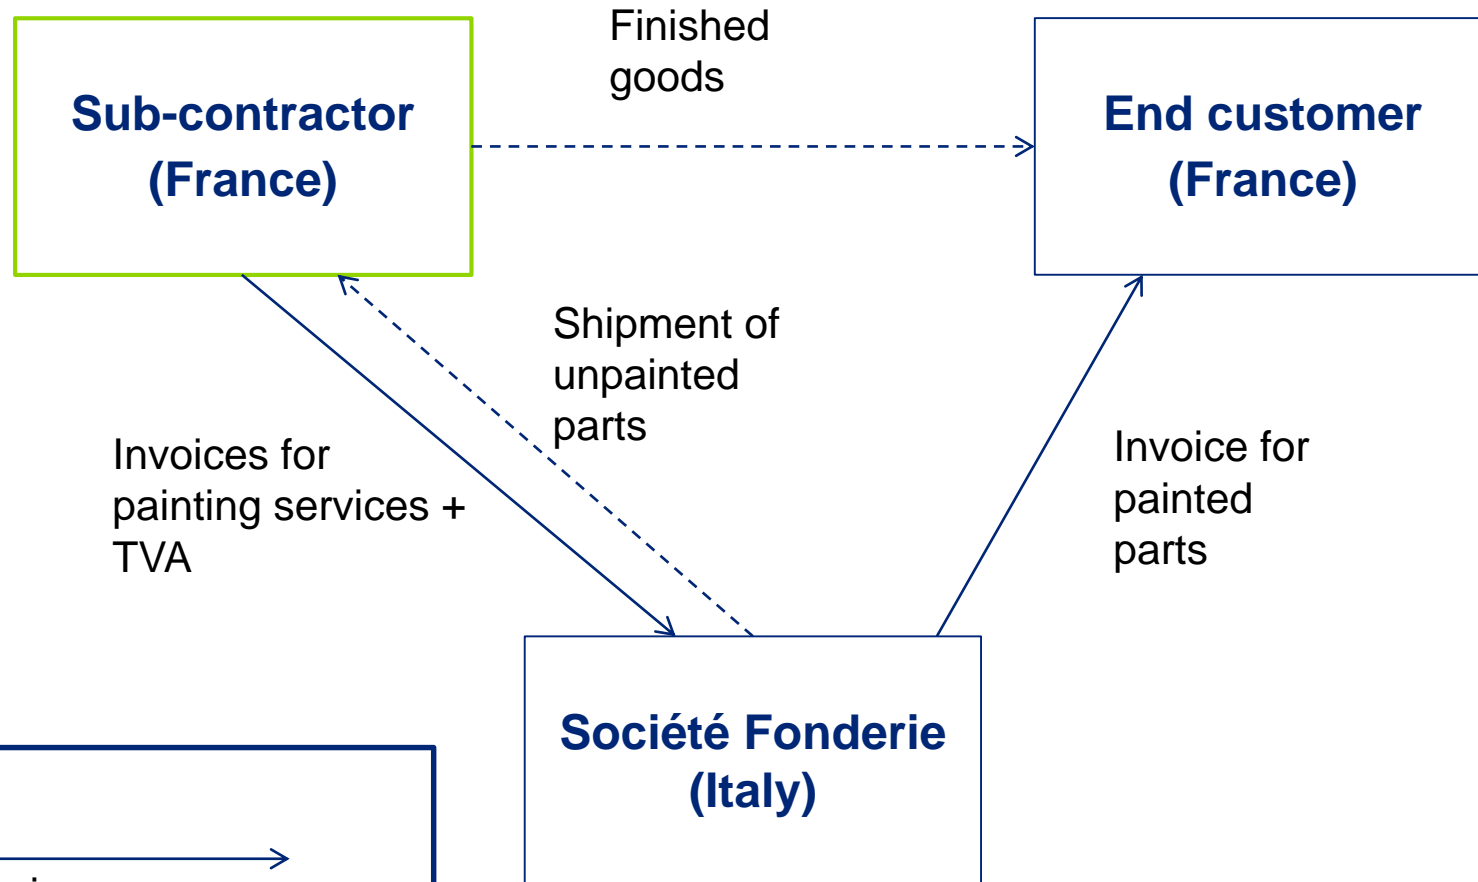 Finished
goods
Sub-contractor
(France)
End customer
(France)
Shipment of
unpainted
parts
Invoices for
painting services +
TVA
Invoice for
painted
parts
Société Fonderie
(Italy)